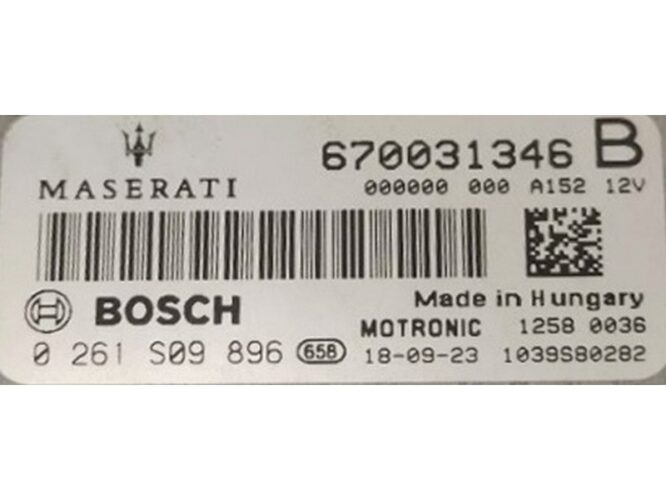 670031346 B
MASERATI 000000 000 A152 12V
BOSCH Made in Hungary
MOTRONIC 1258 0036
0 261 S09 896 658 18-09-23 1039S80282